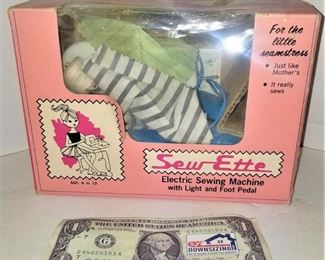 For the
little
seamstress
• Just like
Mother's
• It really
sews
Sew-Ette
Electric Sewing Machine
with Light and Foot Pedal
AGE: 6 to 12
THE UNITED STATES OF AMERICA
ez
DOWNSIZING